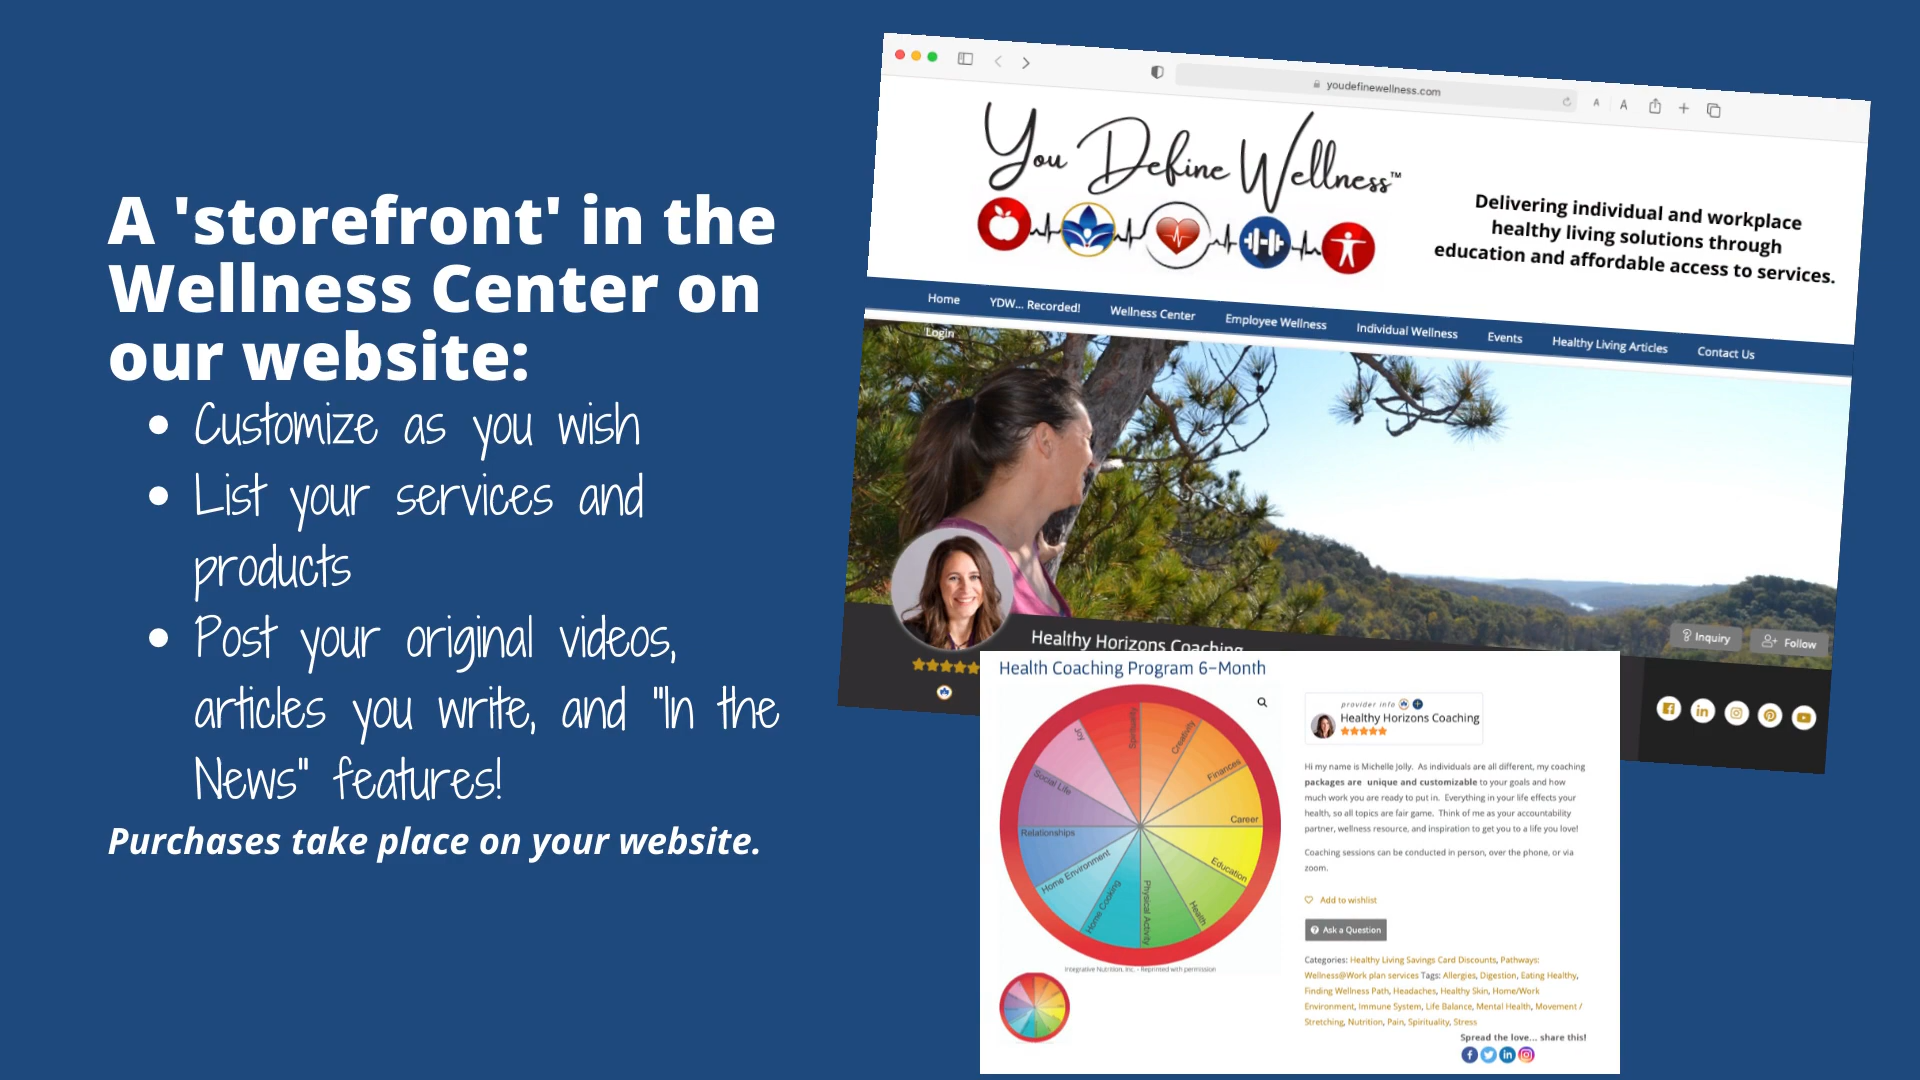 A 'storefront' in the
Wellness Center on
our website:
Customize as you wish
List your services and
products
Post your original videos,
articles you write, and "In the
News" features!
Purchases take place on your website.
youdefinewellness.com
A A
You Define Wellness™
Delivering individual and workplace
healthy living solutions through
education and affordable access to services.
Home YDW... Recorded! Wellness Center Employee Wellness Individual Wellness Events Healthy Living Articles Contact Us
Login
Healthy Horizons Coaching
Inquiry Follow
Health Coaching Program 6-Month
Spirituality
Creativity
Finances
Career
Education
Health
Physical Activity
Home Cooking
Home Environment
Relationships
Social Life
Joy
Integrative Nutrition, Inc. - Reprinted with permission
provider info
Healthy Horizons Coaching
Hi my name is Michelle Jolly. As individuals are all different, my coaching
packages are unique and customizable to your goals and how
much work you are ready to put in. Everything in your life effects your
health, so all topics are fair game. Think of me as your accountability
partner, wellness resource, and inspiration to get you to a life you love!
Coaching sessions can be conducted in person, over the phone, or via
zoom.
Add to wishlist
Ask a Question
Categories: Healthy Living Savings Card Discounts, Pathways:
Wellness@Work plan services Tags: Allergies, Digestion, Eating Healthy,
Finding Wellness Path, Headaches, Healthy Skin, Home/Work
Environment, Immune System, Life Balance, Mental Health, Movement /
Stretching, Nutrition, Pain, Spirituality, Stress
Spread the love... share this!